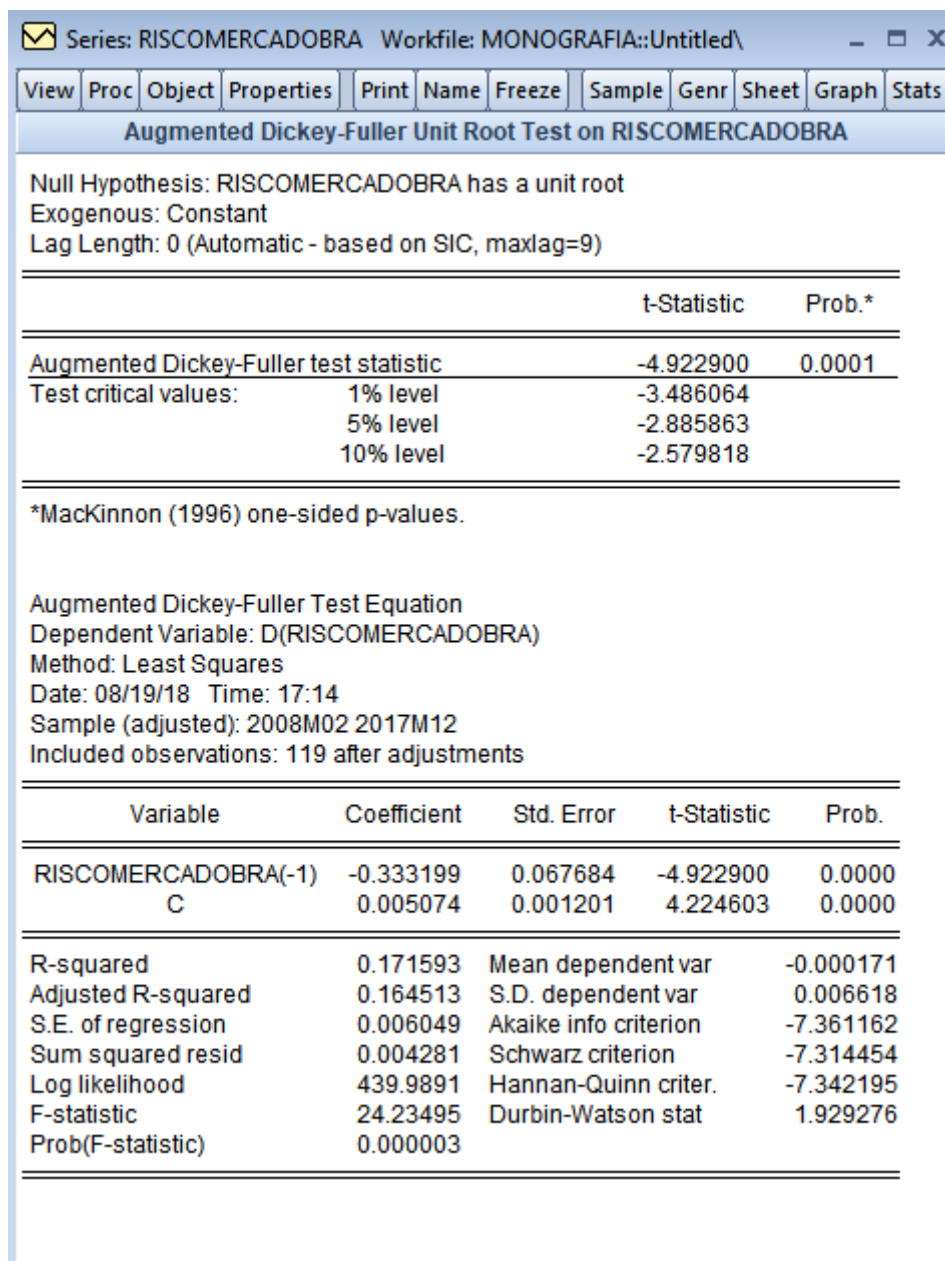 Series: RISCOMERCADOBRA Workfile: MONOGRAFIA::Untitled\
View Proc Object Properties Print Name Freeze Sample Genr Sheet Graph Stats
Augmented Dickey-Fuller Unit Root Test on RISCOMERCADOBRA
Null Hypothesis: RISCOMERCADOBRA has a unit root
Exogenous: Constant
Lag Length: 0 (Automatic - based on SIC, maxlag=9)
t-Statistic Prob.*
Augmented Dickey-Fuller test statistic -4.922900 0.0001
Test critical values: 1% level -3.486064
5% level -2.885863
10% level -2.579818
*MacKinnon (1996) one-sided p-values.
Augmented Dickey-Fuller Test Equation
Dependent Variable: D(RISCOMERCADOBRA)
Method: Least Squares
Date: 08/19/18 Time: 17:14
Sample (adjusted): 2008M02 2017M12
Included observations: 119 after adjustments
Variable Coefficient Std. Error t-Statistic Prob.
RISCOMERCADOBRA(-1) -0.333199 0.067684 -4.922900 0.0000
C 0.005074 0.001201 4.224603 0.0000
R-squared 0.171593 Mean dependent var -0.000171
Adjusted R-squared 0.164513 S.D. dependent var 0.006618
S.E. of regression 0.006049 Akaike info criterion -7.361162
Sum squared resid 0.004281 Schwarz criterion -7.314454
Log likelihood 439.9891 Hannan-Quinn criter. -7.342195
F-statistic 24.23495 Durbin-Watson stat 1.929276
Prob(F-statistic) 0.000003